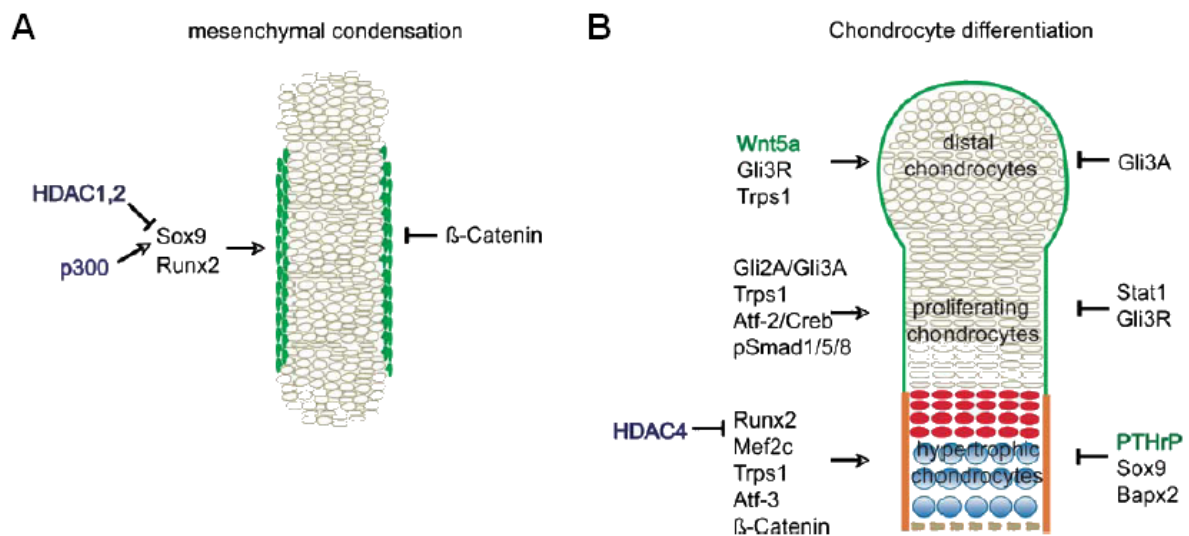 A
mesenchymal condensation
HDAC1,2
Sox9
p300
Runx2
ß-Catenin
B
Chondrocyte differentiation
Wnt5a
Gli3R
Trps1
distal
chondrocytes
Gli3A
Gli2A/Gli3A
Trps1
Atf-2/Creb
pSmad1/5/8
proliferating
chondrocytes
Stat1
Gli3R
HDAC4
Runx2
Mef2c
Trps1
Atf-3
ß-Catenin
hypertrophic
chondrocytes
PTHrP
Sox9
Bapx2